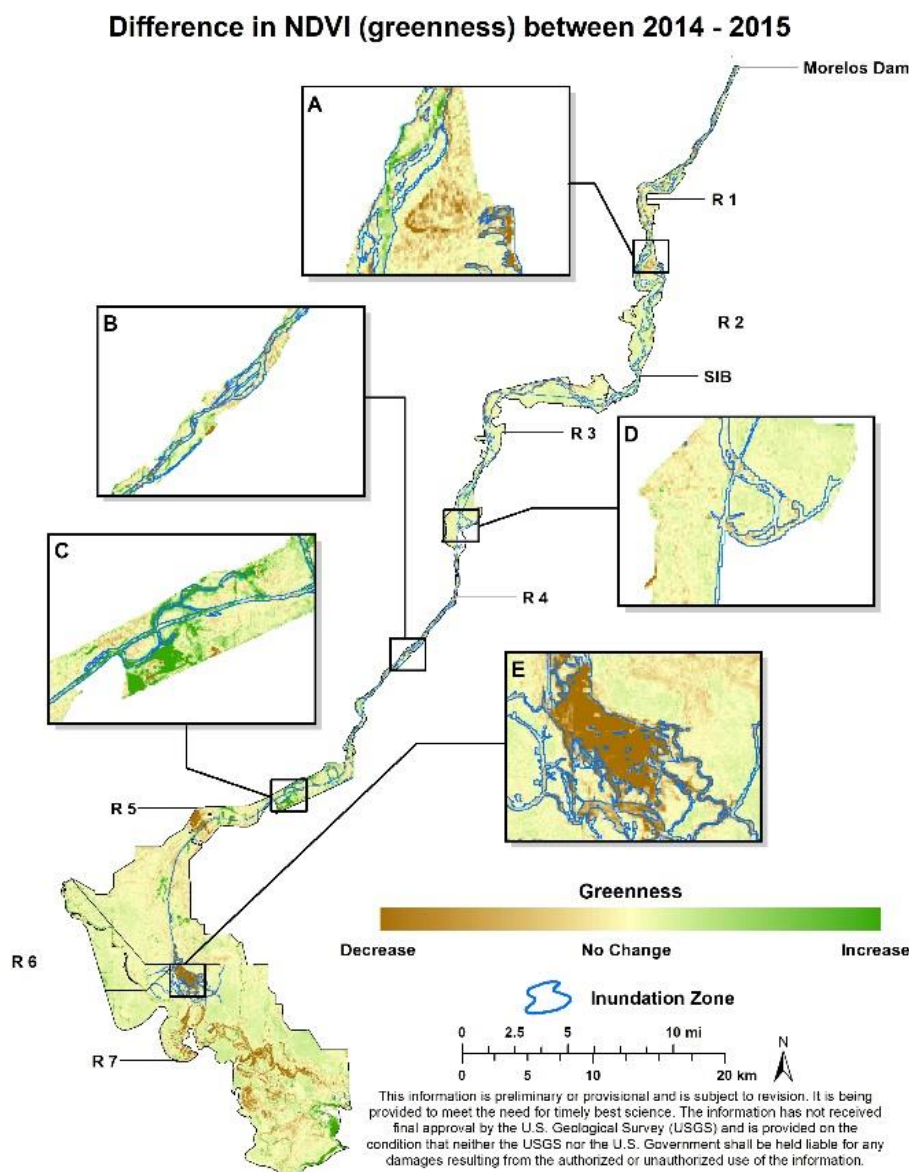 Difference in NDVI (greenness) between 2014 - 2015
Morelos Dam
A
R 1
B
R 2
SIB
R 3
D
C
R 4
E
R 5
Greenness
Decrease
No Change
Increase
R 6
Inundation Zone
0 2.5 5 10 mi
N
R 7
0 5 10 20 km
This information is preliminary or provisional and is subject to revision. It is being
provided to meet the need for timely best science. The information has not received
final approval by the U.S. Geological Survey (USGS) and is provided on the
condition that neither the USGS nor the U.S. Government shall be held liable for any
damages resulting from the authorized or unauthorized use of the information.